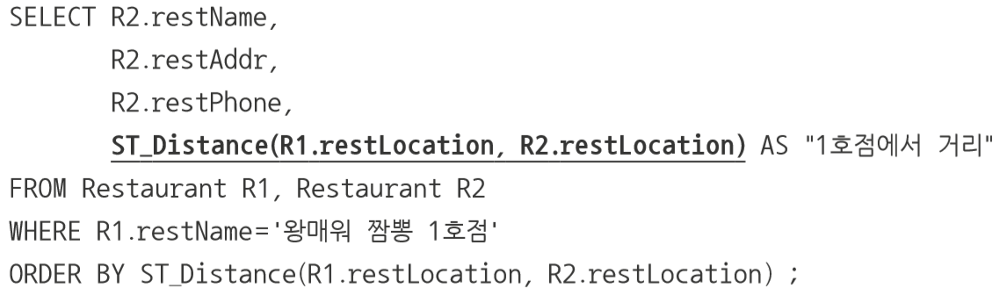 SELECT R2.restName,
R2.restAddr,
R2.restPhone,
ST_Distance(R1.restLocation, R2.restLocation) AS "1호점에서 거리"
FROM Restaurant R1, Restaurant R2
WHERE R1.restName='왕매워 짬뽕 1호점'
ORDER BY ST_Distance(R1.restLocation, R2.restLocation) ;